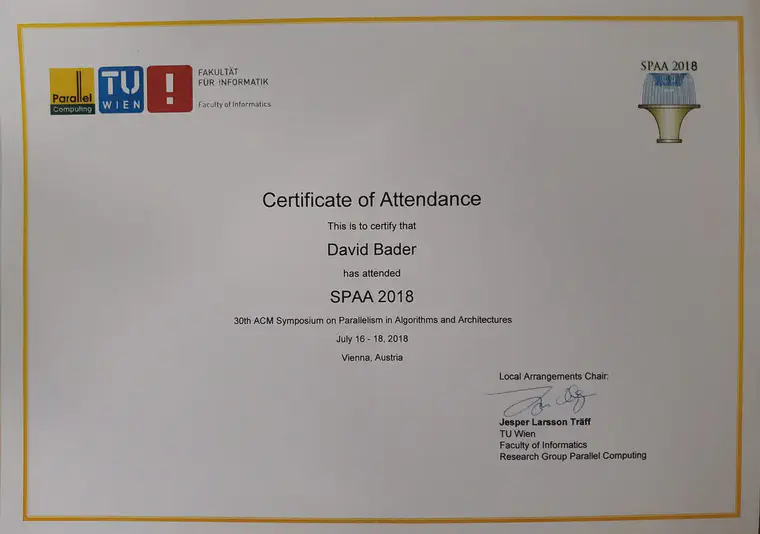 Parallel
Computing
TU
WIEN
!
FAKULTÄT
FÜR INFORMATIK
Faculty of Informatics
SPAA 2018
Certificate of Attendance
This is to certify that
David Bader
has attended
SPAA 2018
30th ACM Symposium on Parallelism in Algorithms and Architectures
July 16 - 18, 2018
Vienna, Austria
Local Arrangements Chair:
Jesper Larsson Träff
TU Wien
Faculty of Informatics
Research Group Parallel Computing